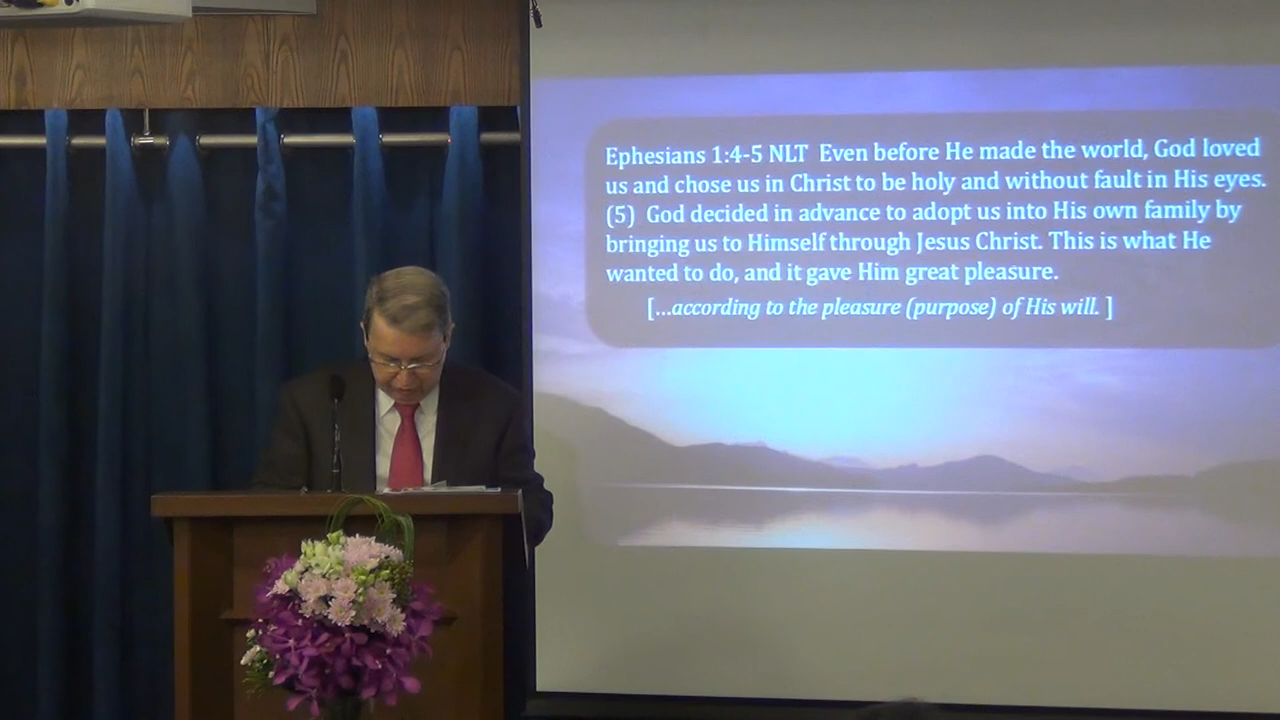 Ephesians 1:4-5 NLT  Even before He made the world, God loved
us and chose us in Christ to be holy and without fault in His eyes.
(5)  God decided in advance to adopt us into His own family by
bringing us to Himself through Jesus Christ. This is what He
wanted to do, and it gave Him great pleasure.
[...according to the pleasure (purpose) of His will. ]